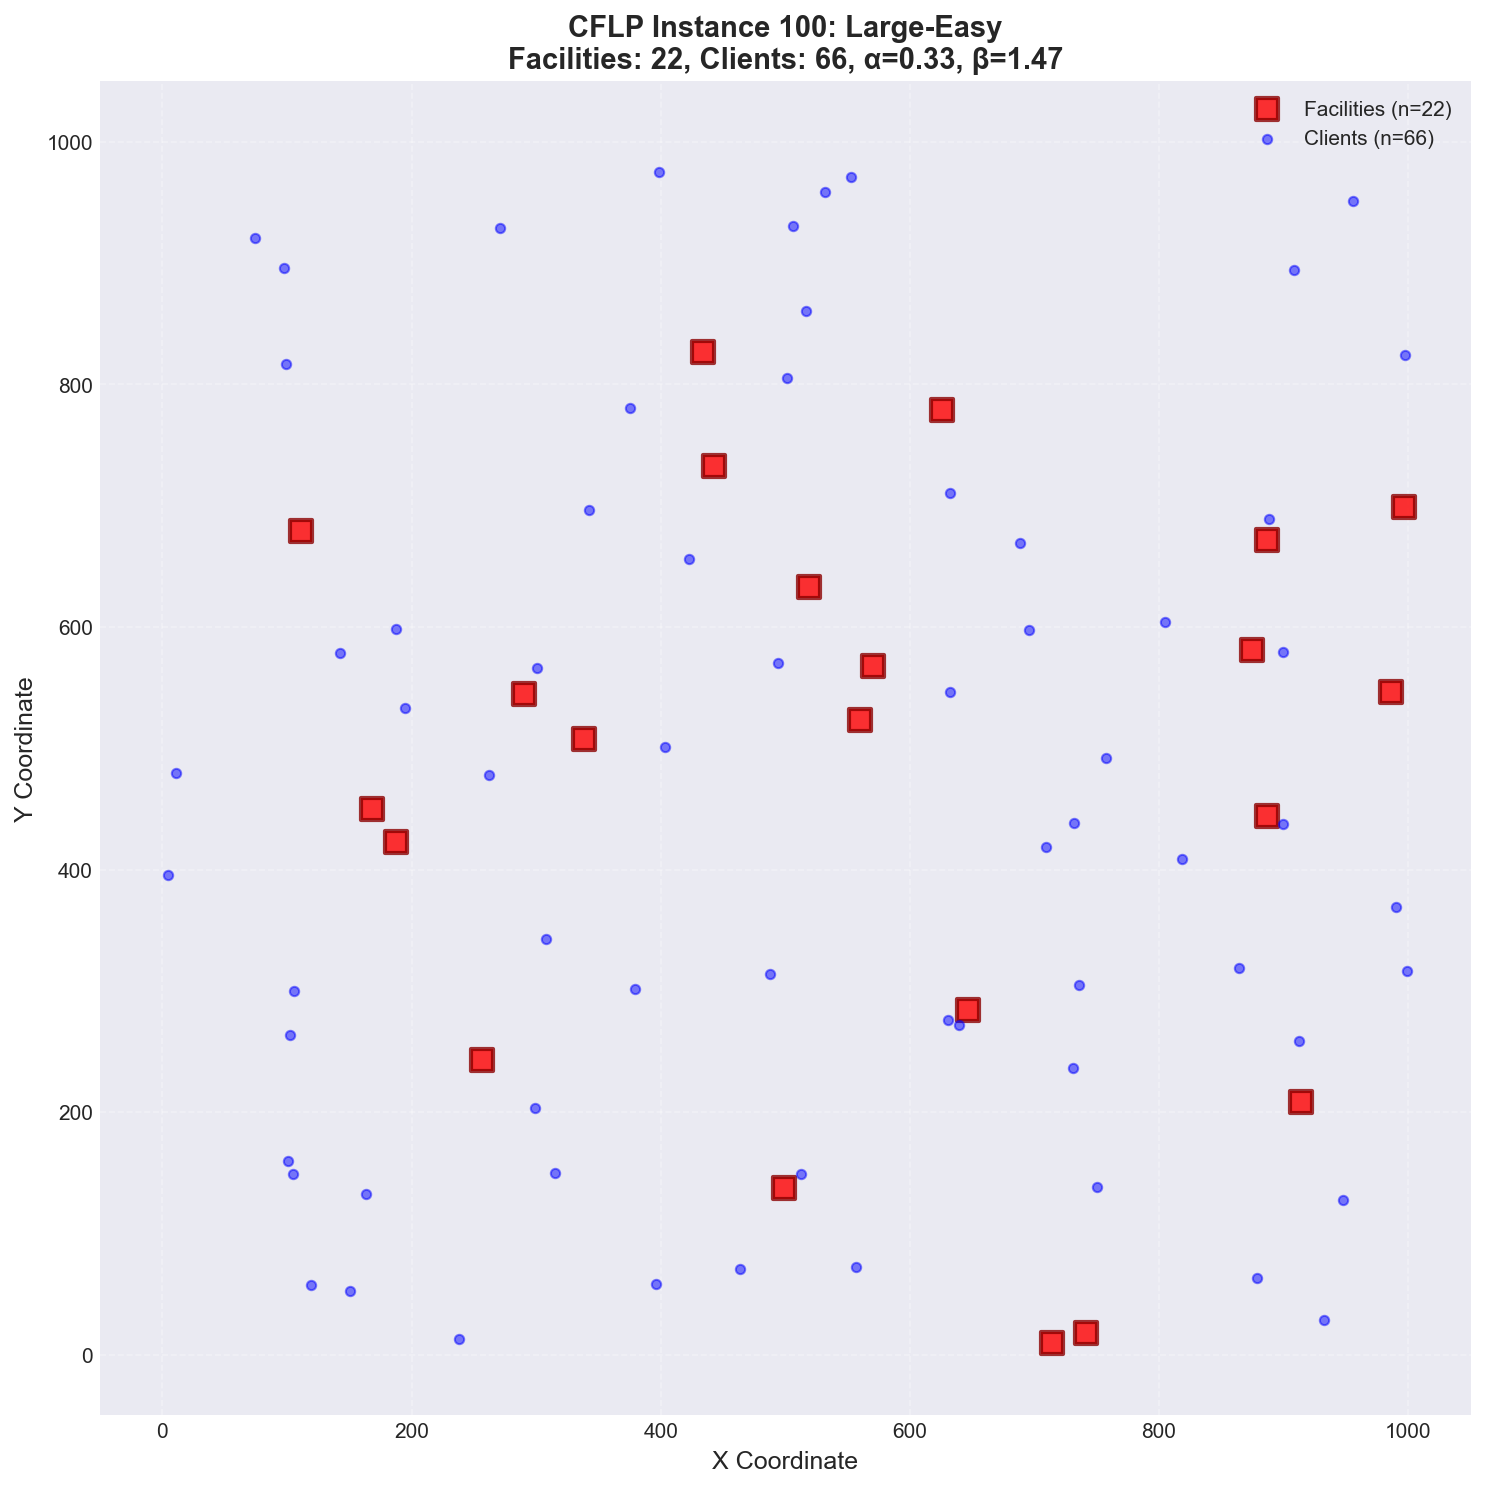 CFLP Instance 100: Large-Easy
Facilities: 22, Clients: 66, α=0.33, β=1.47
Facilities (n=22)
Clients (n=66)
1000
800
600
400
200
0
Y Coordinate
0 200 400 600 800 1000
X Coordinate